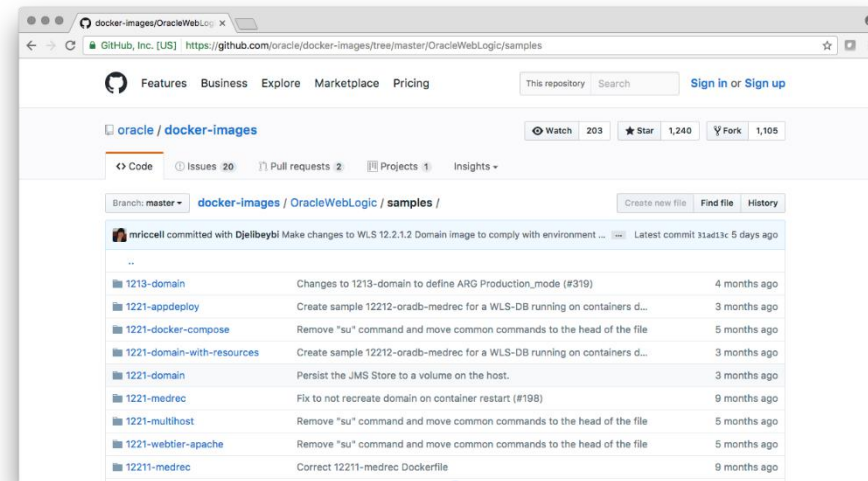 docker-images/OracleWebLog ×
GitHub, Inc. [US] https://github.com/oracle/docker-images/tree/master/OracleWebLogic/samples
Features Business Explore Marketplace Pricing This repository Search Sign in or Sign up
oracle / docker-images Watch 203 Star 1,240 Fork 1,105
<> Code Issues 20 Pull requests 2 Projects 1 Insights
Branch: master docker-images / OracleWebLogic / samples / Create new file Find file History
mriccell committed with Djelibeybi Make changes to WLS 12.2.1.2 Domain image to comply with environment ... Latest commit 31ad13c 5 days ago
..
1213-domain Changes to 1213-domain to define ARG Production_mode (#319) 4 months ago
1221-appdeploy Create sample 12212-oradb-medrec for a WLS-DB running on containers d... 3 months ago
1221-docker-compose Remove "su" command and move common commands to the head of the file 5 months ago
1221-domain-with-resources Create sample 12212-oradb-medrec for a WLS-DB running on containers d... 3 months ago
1221-domain Persist the JMS Store to a volume on the host. 3 months ago
1221-medrec Fix to not recreate domain on container restart (#198) 9 months ago
1221-multihost Remove "su" command and move common commands to the head of the file 5 months ago
1221-webtier-apache Remove "su" command and move common commands to the head of the file 5 months ago
12211-medrec Correct 12211-medrec Dockerfile 9 months ago